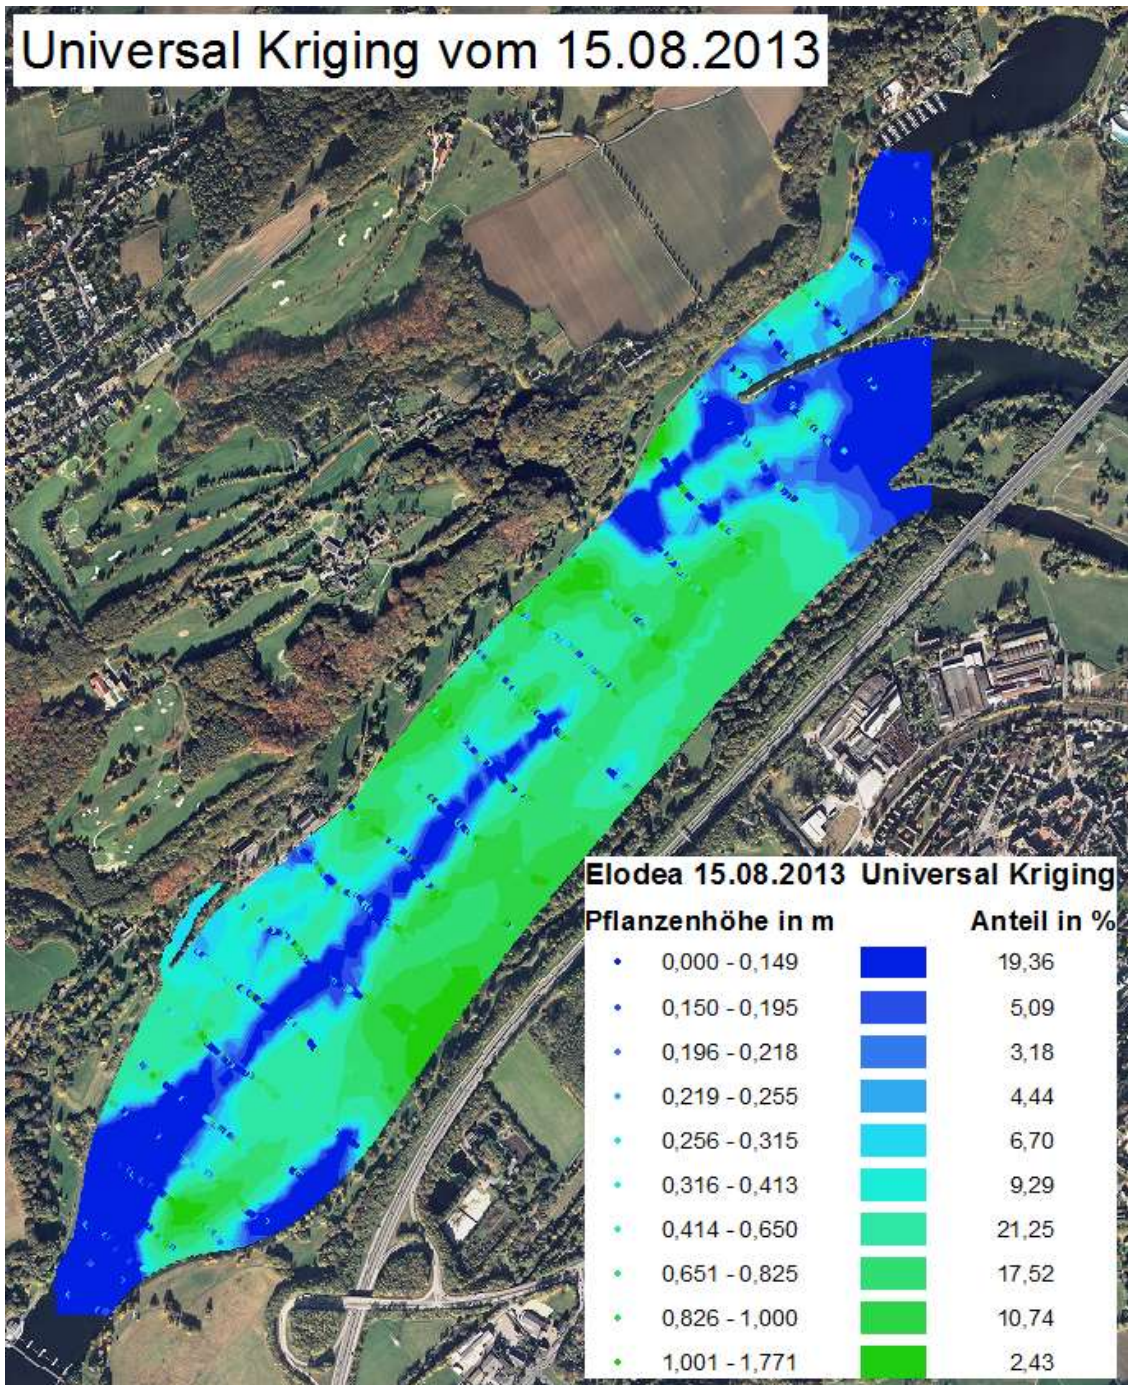 Universal Kriging vom 15.08.2013
Elodea 15.08.2013 Universal Kriging
Pflanzenhöhe in m Anteil in %
0,000 - 0,149 19,36
0,150 - 0,195 5,09
0,196 - 0,218 3,18
0,219 - 0,255 4,44
0,256 - 0,315 6,70
0,316 - 0,413 9,29
0,414 - 0,650 21,25
0,651 - 0,825 17,52
0,826 - 1,000 10,74
1,001 - 1,771 2,43